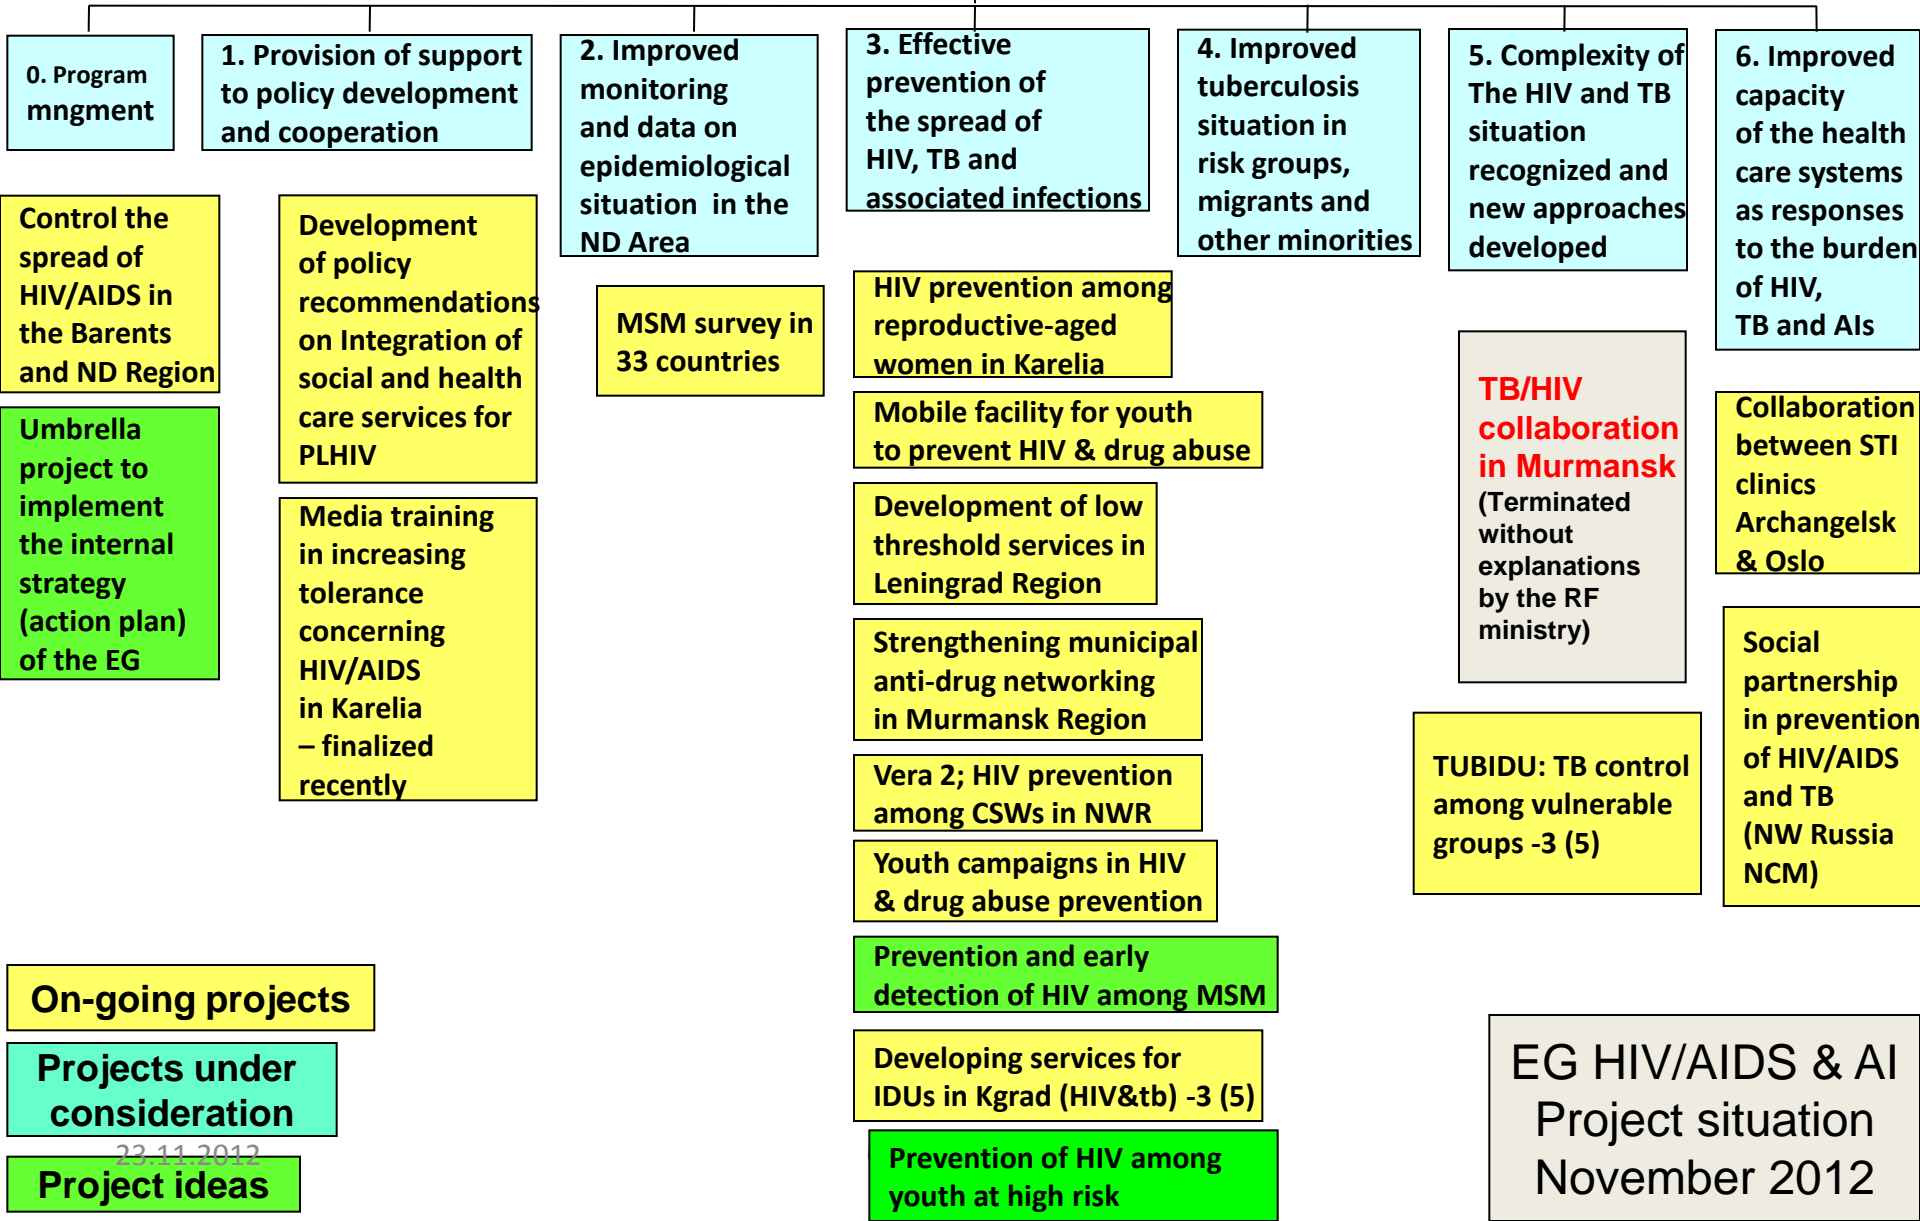 0. Program
mngment
1. Provision of support
to policy development
and cooperation
2. Improved
monitoring
and data on
epidemiological
situation in the
ND Area
3. Effective
prevention of
the spread of
HIV, TB and
associated infections
4. Improved
tuberculosis
situation in
risk groups,
migrants and
other minorities
5. Complexity of
The HIV and TB
situation
recognized and
new approaches
developed
6. Improved
capacity
of the health
care systems
as responses
to the burden
of HIV,
TB and AIs
Control the
spread of
HIV/AIDS in
the Barents
and ND Region
Umbrella
project to
implement
the internal
strategy
(action plan)
of the EG
Development
of policy
recommendations
on Integration of
social and health
care services for
PLHIV
Media training
in increasing
tolerance
concerning
HIV/AIDS
in Karelia
– finalized
recently
MSM survey in
33 countries
HIV prevention among
reproductive-aged
women in Karelia
Mobile facility for youth
to prevent HIV & drug abuse
Development of low
threshold services in
Leningrad Region
Strengthening municipal
anti-drug networking
in Murmansk Region
Vera 2; HIV prevention
among CSWs in NWR
Youth campaigns in HIV
& drug abuse prevention
Prevention and early
detection of HIV among MSM
Developing services for
IDUs in Kgrad (HIV&tb) -3 (5)
Prevention of HIV among
youth at high risk
TB/HIV
collaboration
in Murmansk
(Terminated
without
explanations
by the RF
ministry)
TUBIDU: TB control
among vulnerable
groups -3 (5)
Collaboration
between STI
clinics
Archangelsk
& Oslo
Social
partnership
in prevention
of HIV/AIDS
and TB
(NW Russia
NCM)
On-going projects
Projects under
consideration
23.11.2012
Project ideas
EG HIV/AIDS & AI
Project situation
November 2012